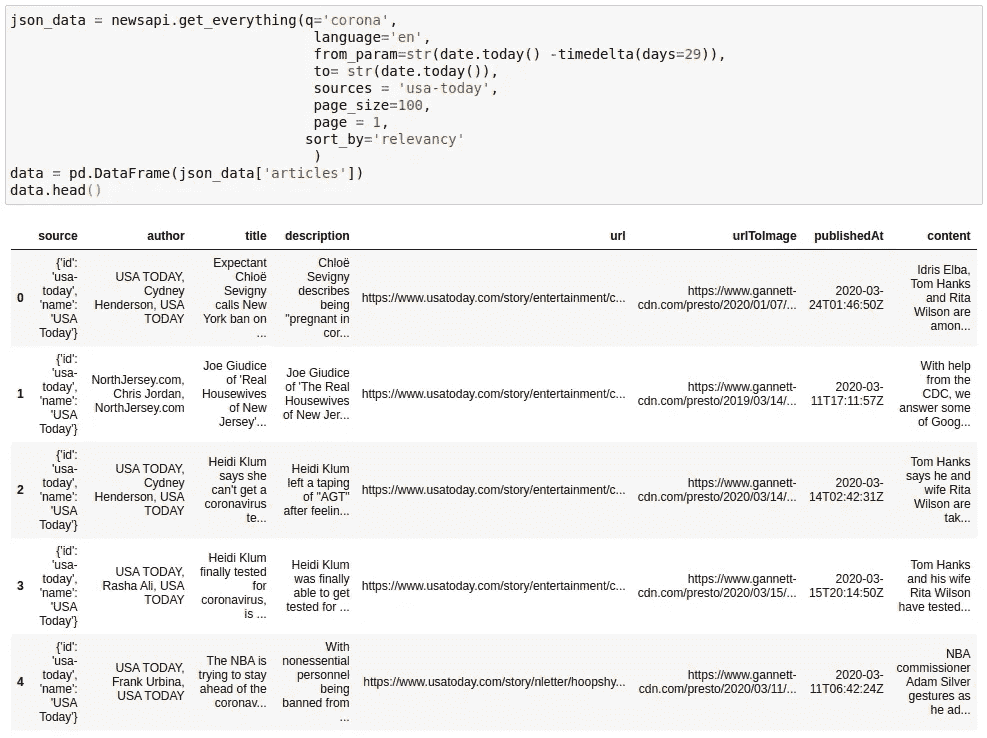 json_data = newsapi.get_everything(q='corona',
language='en',
from_param=str(date.today() -timedelta(days=29)),
to= str(date.today()),
sources = 'usa-today',
page_size=100,
page = 1,
sort_by='relevancy'
)
data = pd.DataFrame(json_data['articles'])
data.head()
source author title description url urlToImage publishedAt content
0
{'id':
'usa-
today',
'name':
'USA
Today'}
USA TODAY,
Cydney
Henderson, USA
TODAY
Expectant
Chloë
Sevigny
calls New
York ban on
...
Chloë
Sevigny
describes
being
"pregnant in
cor...
https://www.usatoday.com/story/entertainment/c...
https://www.gannett-
cdn.com/presto/2020/01/07/...
2020-03-
24T01:46:50Z
Idris Elba,
Tom Hanks
and Rita
Wilson are
amon...
1
{'id':
'usa-
today',
'name':
'USA
Today'}
NorthJersey.com,
Chris Jordan,
NorthJersey.com
Joe Giudice
of 'Real
Housewives
of New
Jersey'...
Joe Giudice
of 'The Real
Housewives
of New Jer...
https://www.usatoday.com/story/entertainment/c...
https://www.gannett-
cdn.com/presto/2019/03/14/...
2020-03-
11T17:11:57Z
With help
from the
CDC, we
answer some
of Goog...
2
{'id':
'usa-
today',
'name':
'USA
Today'}
USA TODAY,
Cydney
Henderson, USA
TODAY
Heidi Klum
says she
can't get a
coronavirus
te...
Heidi Klum
left a taping
of "AGT"
after feelin...
https://www.usatoday.com/story/entertainment/c...
https://www.gannett-
cdn.com/presto/2020/03/14/...
2020-03-
14T02:42:31Z
Tom Hanks
says he and
wife Rita
Wilson are
tak...
3
{'id':
'usa-
today',
'name':
'USA
Today'}
USA TODAY,
Rasha Ali, USA
TODAY
Heidi Klum
finally tested
for
coronavirus,
is ...
Heidi Klum
was finally
able to get
tested for ...
https://www.usatoday.com/story/entertainment/c...
https://www.gannett-
cdn.com/presto/2020/03/15/...
2020-03-
15T20:14:50Z
Tom Hanks
and his wife
Rita Wilson
have tested...
4
{'id':
'usa-
today',
'name':
'USA
Today'}
USA TODAY,
Frank Urbina,
USA TODAY
The NBA is
trying to stay
ahead of the
coronav...
With
nonessential
personnel
being
banned from
...
https://www.usatoday.com/story/nletter/hoopshy...
https://www.gannett-
cdn.com/presto/2020/03/11/...
2020-03-
11T06:42:24Z
NBA
commissioner
Adam Silver
gestures as
he ad...